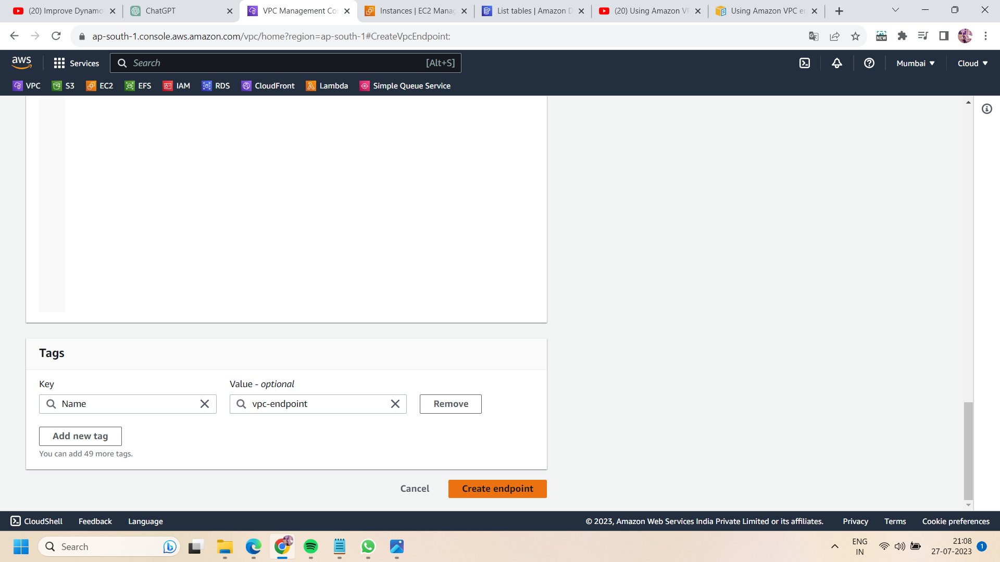 (20) Improve Dynamo
ChatGPT
VPC Management Co
Instances | EC2 Manag
List tables | Amazon D
(20) Using Amazon VP
Using Amazon VPC en
ap-south-1.console.aws.amazon.com/vpc/home?region=ap-south-1#CreateVpcEndpoint:
NEW
aws
Services
Search
[Alt+S]
Mumbai
Cloud
VPC
S3
EC2
EFS
IAM
RDS
CloudFront
Lambda
Simple Queue Service
Tags
Key
Value - optional
Name
vpc-endpoint
Remove
Add new tag
You can add 49 more tags.
Cancel
Create endpoint
CloudShell
Feedback
Language
© 2023, Amazon Web Services India Private Limited or its affiliates.
Privacy
Terms
Cookie preferences
Search
ENG
IN
21:08
27-07-2023
1